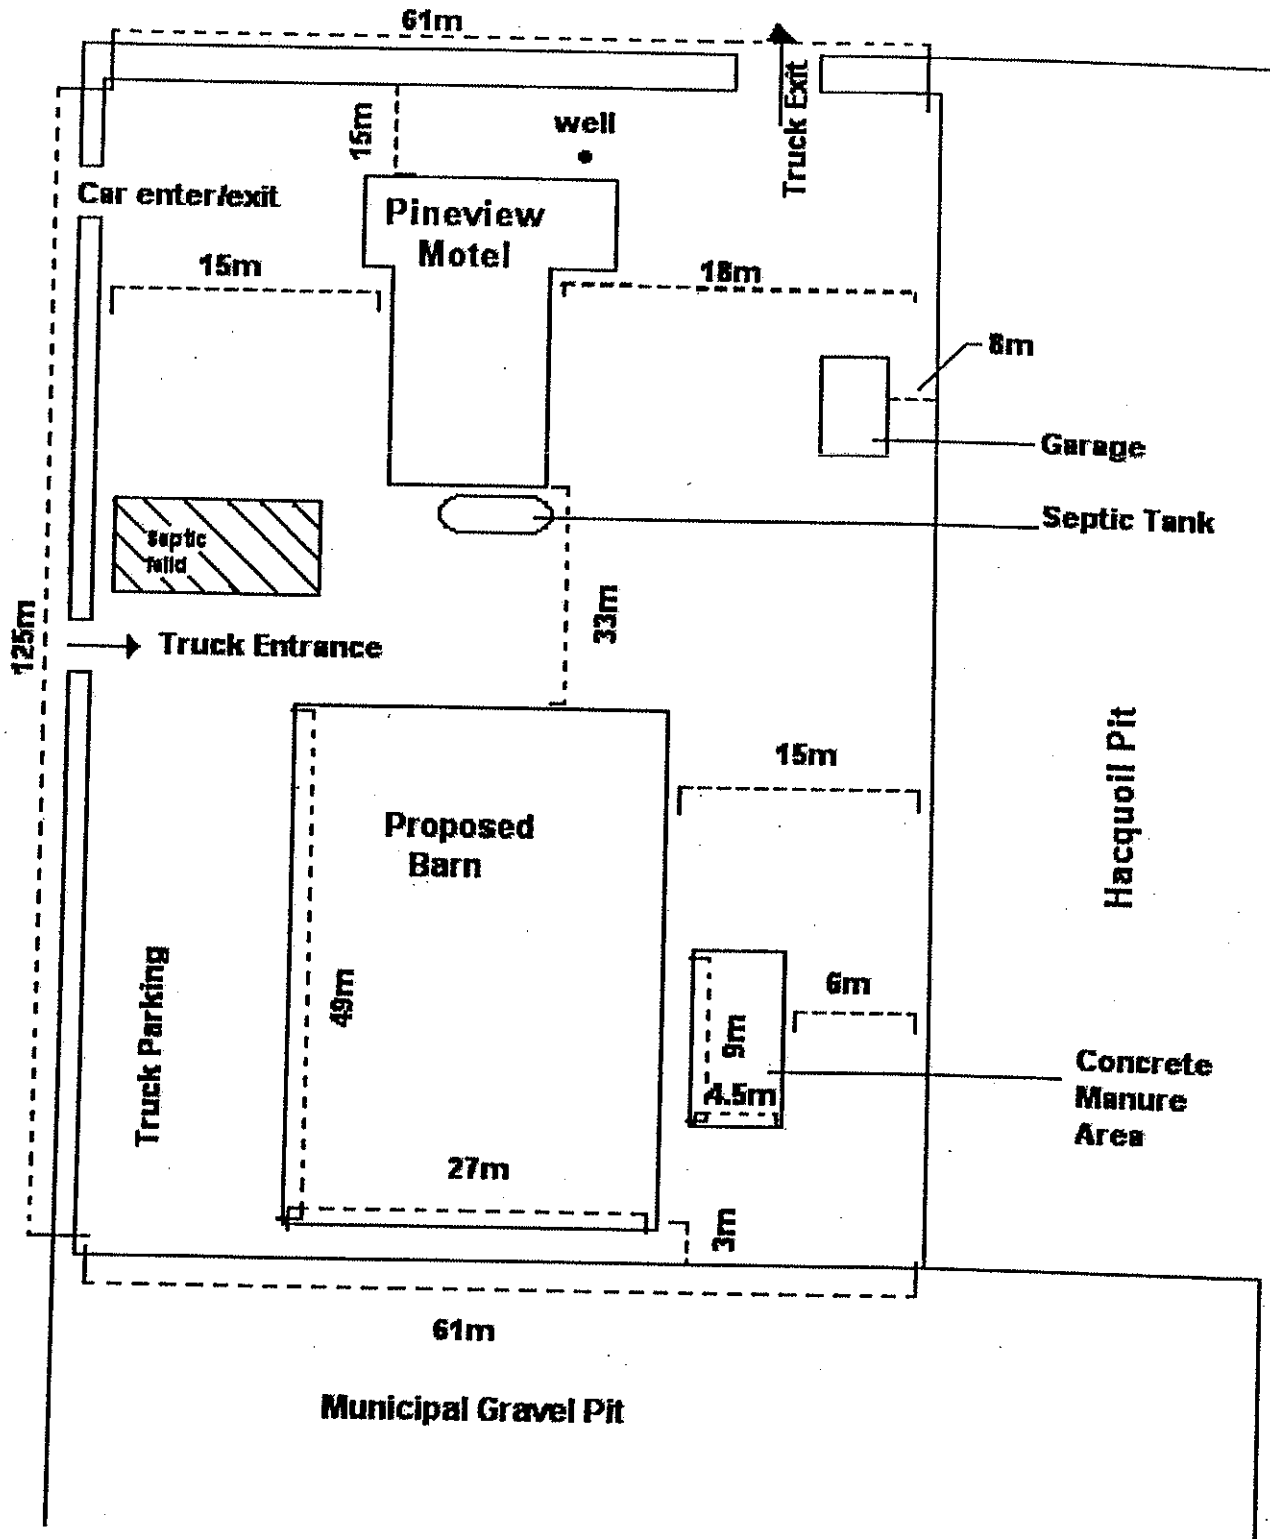 61m
Truck Exit
15m
well
Car enter/exit
Pineview
Motel
15m
18m
8m
Garage
Septic Tank
Septic
33m
125m
Truck Entrance
15m
Hacquoil Pit
Proposed
Barn
Truck Parking
49m
6m
9m
4.5m
Concrete
Manure
Area
27m
3m
61m
Municipal Gravel Pit